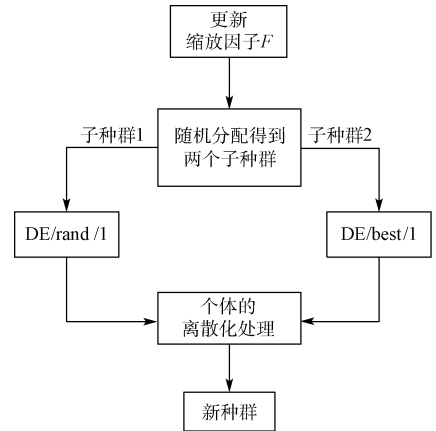 更新
缩放因子F
子种群1
随机分配得到
两个子种群
子种群2
DE/rand /1
DE/best/1
个体的
离散化处理
新种群